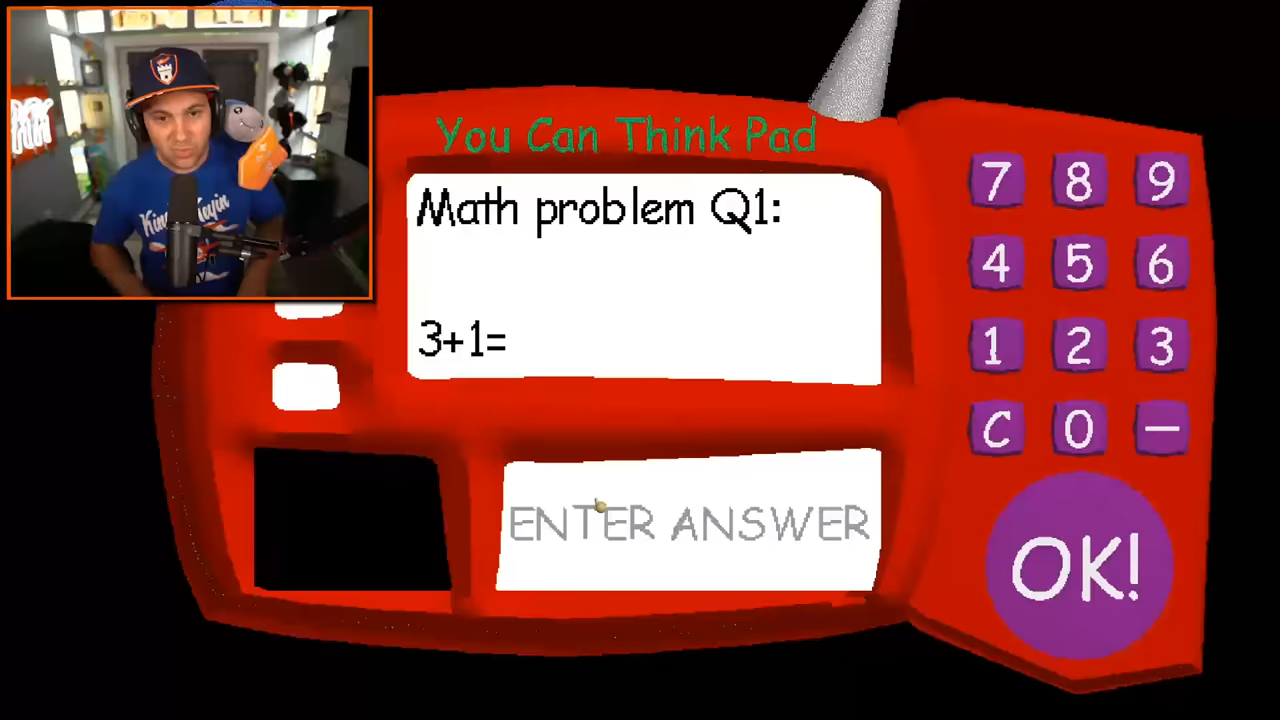 You Can Think Pad
Math problem Q1:
3+1=
ENTER ANSWER
7 8 9
4 5 6
1 2 3
C 0 —
OK!